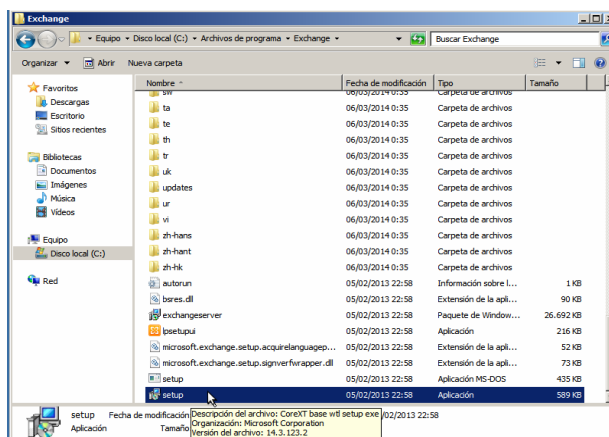 Exchange
Equipo Disco local (C:) Archivos de programa Exchange Buscar Exchange
Organizar Abrir Nueva carpeta
Nombre Fecha de modificación Tipo Tamaño
Favoritos
Descargas
Escritorio
Sitios recientes
Bibliotecas
Documentos
Imágenes
Música
Vídeos
Equipo
Disco local (C:)
Red
sw 06/03/2014 0:35 Carpeta de archivos
ta 06/03/2014 0:35 Carpeta de archivos
te 06/03/2014 0:35 Carpeta de archivos
th 06/03/2014 0:35 Carpeta de archivos
tr 06/03/2014 0:35 Carpeta de archivos
uk 06/03/2014 0:35 Carpeta de archivos
updates 06/03/2014 0:35 Carpeta de archivos
ur 06/03/2014 0:35 Carpeta de archivos
vi 06/03/2014 0:35 Carpeta de archivos
zh-hans 06/03/2014 0:35 Carpeta de archivos
zh-hant 06/03/2014 0:35 Carpeta de archivos
zh-hk 06/03/2014 0:35 Carpeta de archivos
autorun 05/02/2013 22:58 Información sobre l... 1 KB
bsres.dll 05/02/2013 22:58 Extensión de la apli... 90 KB
exchangeserver 05/02/2013 22:58 Paquete de Window... 26.692 KB
lpsetupui 05/02/2013 22:58 Aplicación 216 KB
microsoft.exchange.setup.acquirelanguagep... 05/02/2013 22:58 Extensión de la apli... 52 KB
microsoft.exchange.setup.signverfwrapper.dll 05/02/2013 22:58 Extensión de la apli... 73 KB
setup 05/02/2013 22:58 Aplicación MS-DOS 435 KB
setup 05/02/2013 22:58 Aplicación 589 KB
setup Fecha de modificación /02/2013 22:58
Aplicación Tamaño
Descripción del archivo: CoreXT base wtl setup exe
Organización: Microsoft Corporation
Versión del archivo: 14.3.123.2